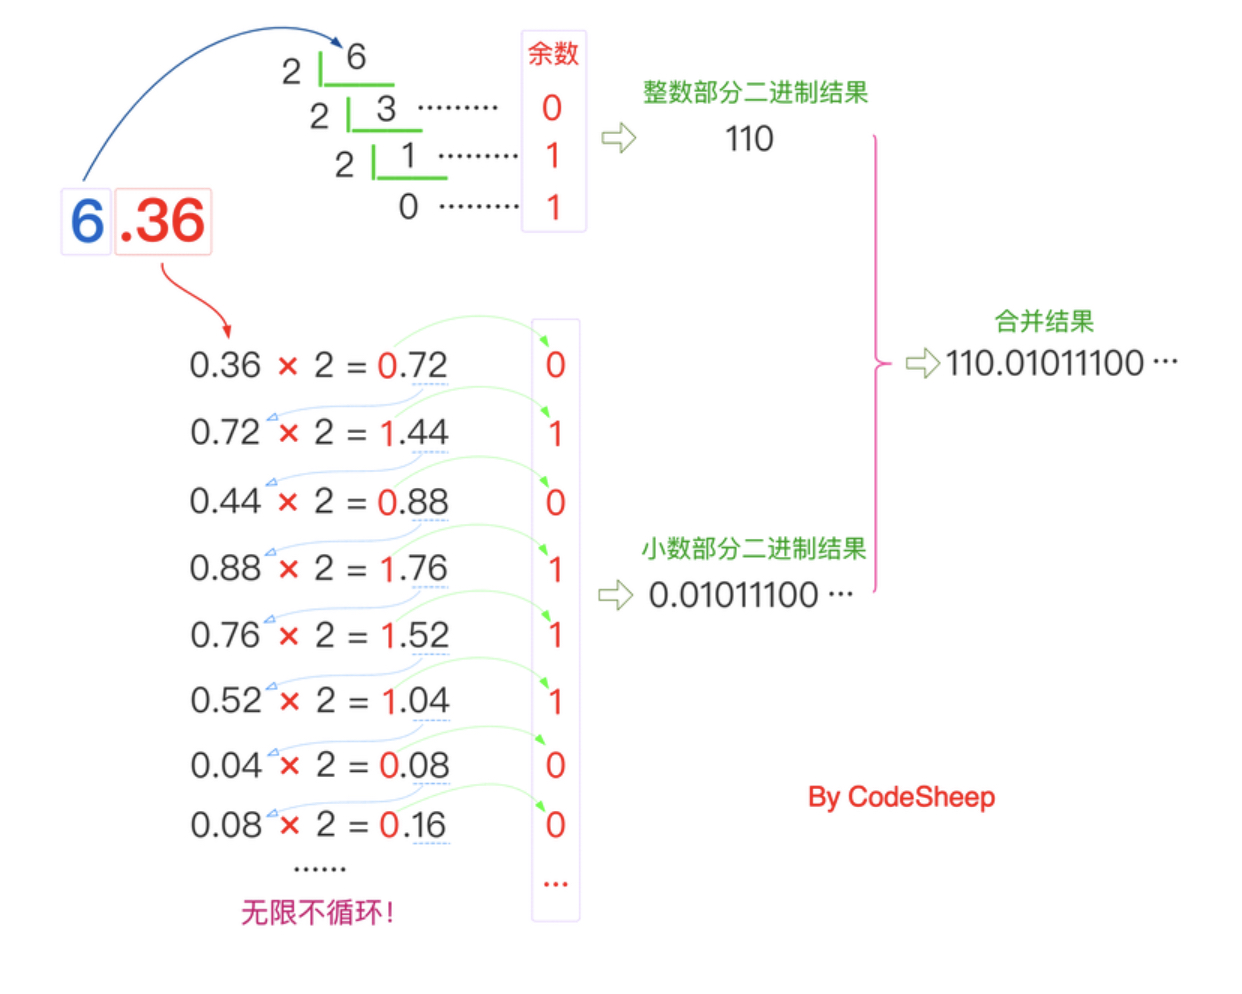 6.36
2 6 余数
2 3 ········· 0
2 1 ········· 1
0 ········· 1
整数部分二进制结果
110
0.36 × 2 = 0.72 0
0.72 × 2 = 1.44 1
0.44 × 2 = 0.88 0
0.88 × 2 = 1.76 1
0.76 × 2 = 1.52 1
0.52 × 2 = 1.04 1
0.04 × 2 = 0.08 0
0.08 × 2 = 0.16 0
······ ···
无限不循环!
小数部分二进制结果
0.01011100 ···
合并结果
110.01011100 ···
By CodeSheep